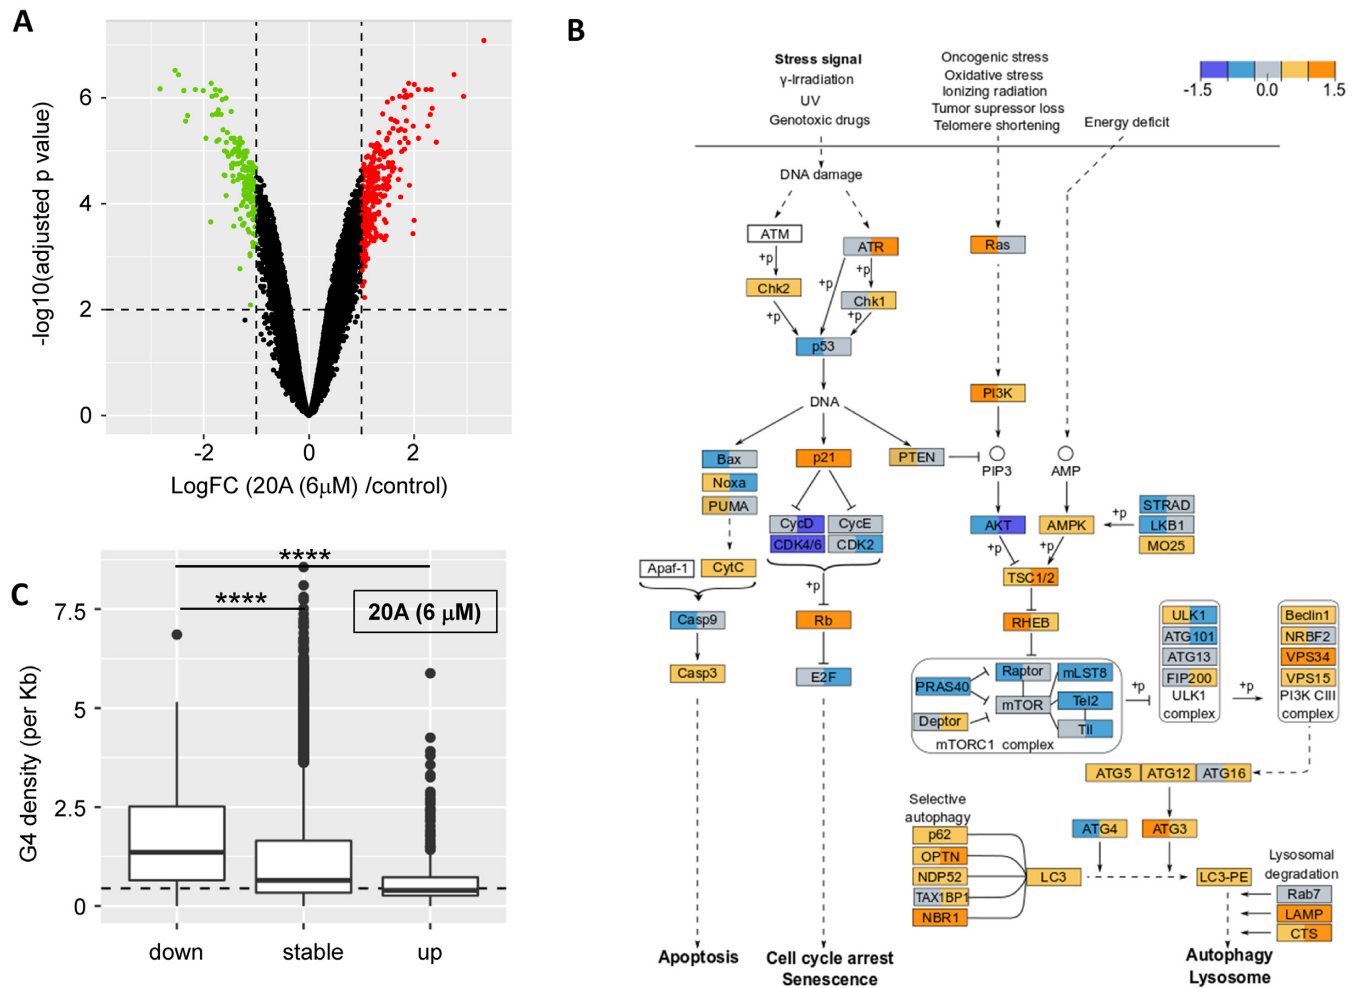 A
-log10(adjusted p value)
6
4
2
0
-2
0
2
LogFC (20A (6μM) /control)
B
Stress signal
γ-Irradiation
UV
Genotoxic drugs
Oncogenic stress
Oxidative stress
Ionizing radiation
Tumor supressor loss
Telomere shortening
Energy deficit
-1.5
0.0
1.5
DNA damage
ATM
ATR
Ras
+p
+p
Chk2
+p
Chk1
+p
+p
p53
PI3K
DNA
Bax
p21
PTEN
PIP3
AMP
Noxa
PUMA
CycD
CycE
CDK4/6
CDK2
AKT
AMPK
+p
STRAD
LKB1
MO25
+p
+p
Apaf-1
CytC
TSC1/2
+p
Casp9
Rb
RHEB
Casp3
E2F
PRAS40
Deptor
Raptor
mTOR
mLST8
Tel2
TII
mTORC1 complex
+p
ULK1
ATG101
ATG13
FIP200
ULK1
complex
+p
Beclin1
NRBF2
VPS34
VPS15
PI3K CIII
complex
ATG5
ATG12
ATG16
ATG4
ATG3
Selective
autophagy
p62
OPTN
NDP52
TAX1BP1
NBR1
LC3
LC3-PE
Lysosomal
degradation
Rab7
LAMP
CTS
Apoptosis
Cell cycle arrest
Senescence
Autophagy
Lysosome
C
G4 density (per Kb)
7.5
5
2.5
0
****
****
20A (6 μM)
down
stable
up